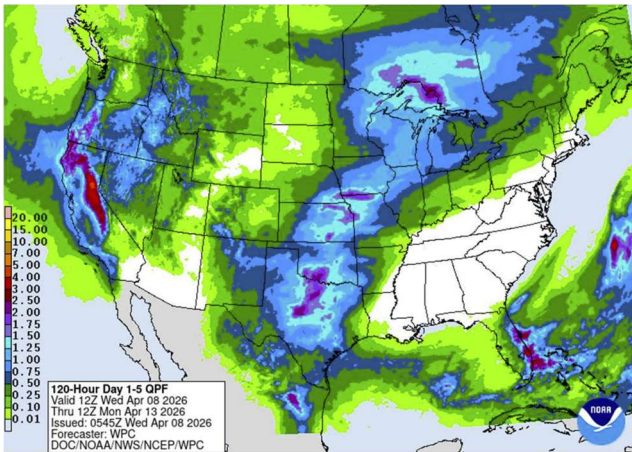 20.00
15.00
10.00
7.00
5.00
4.00
3.00
2.50
2.00
1.75
1.50
1.25
1.00
0.75
0.50
0.25
0.10
0.01
120-Hour Day 1-5 QPF
Valid 12Z Wed Apr 08 2026
Thru 12Z Mon Apr 13 2026
Issued: 0545Z Wed Apr 08 2026
Forecaster: WPC
DOC/NOAA/NWS/NCEP/WPC
NOAA